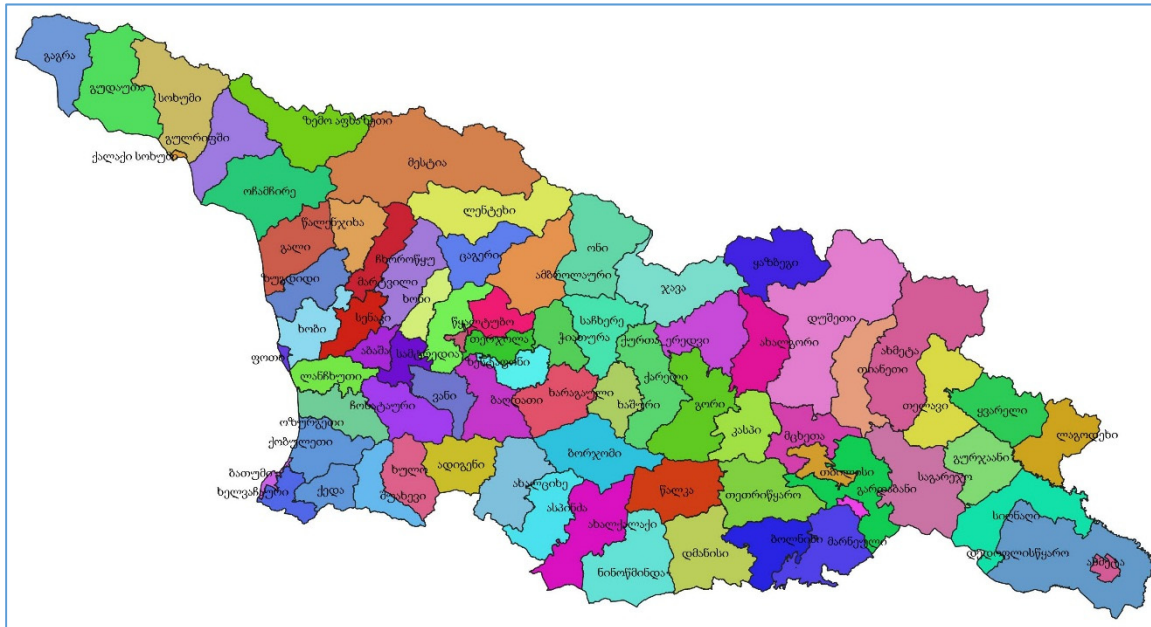 გაგრა
გუდაუთა
სოხუმი
ზემო აფხაზეთი
გულრიფში
ქალაქი სოხუმი
მესტია
ოჩამჩირე
ლენტეხი
წალენჯიხა
გალი
ონი
ჩხოროწყუ
ცაგერი
ყაზბეგი
ზუგდიდი
მარტვილი
ამბროლაური
ჯავა
ხონი
ხობი
სენაკი
წყალტუბო
საჩხერე
დუშეთი
თერჯოლა
ჭიათურა
ქურთა
ერედვი
ახალგორი
ახმეტა
ფოთი
აბაშა
სამტრედია
ზესტაფონი
თიანეთი
ლანჩხუთი
ქარელი
ვანი
ბაღდათი
ხარაგაული
ხაშური
გორი
თელავი
ყვარელი
ჩოხატაური
ოზურგეთი
კასპი
მცხეთა
ლაგოდეხი
ქობულეთი
ხულო
ადიგენი
ბორჯომი
გურჯაანი
ბათუმი
თბილისი
საგარეჯო
ხელვაჩაური
ქედა
შუახევი
ახალციხე
წალკა
თეთრიწყარო
გარდაბანი
ასპინძა
სიღნაღი
ახალქალაქი
ბოლნისი
მარნეული
დედოფლისწყარო
ნინოწმინდა
დმანისი
ახმეტა